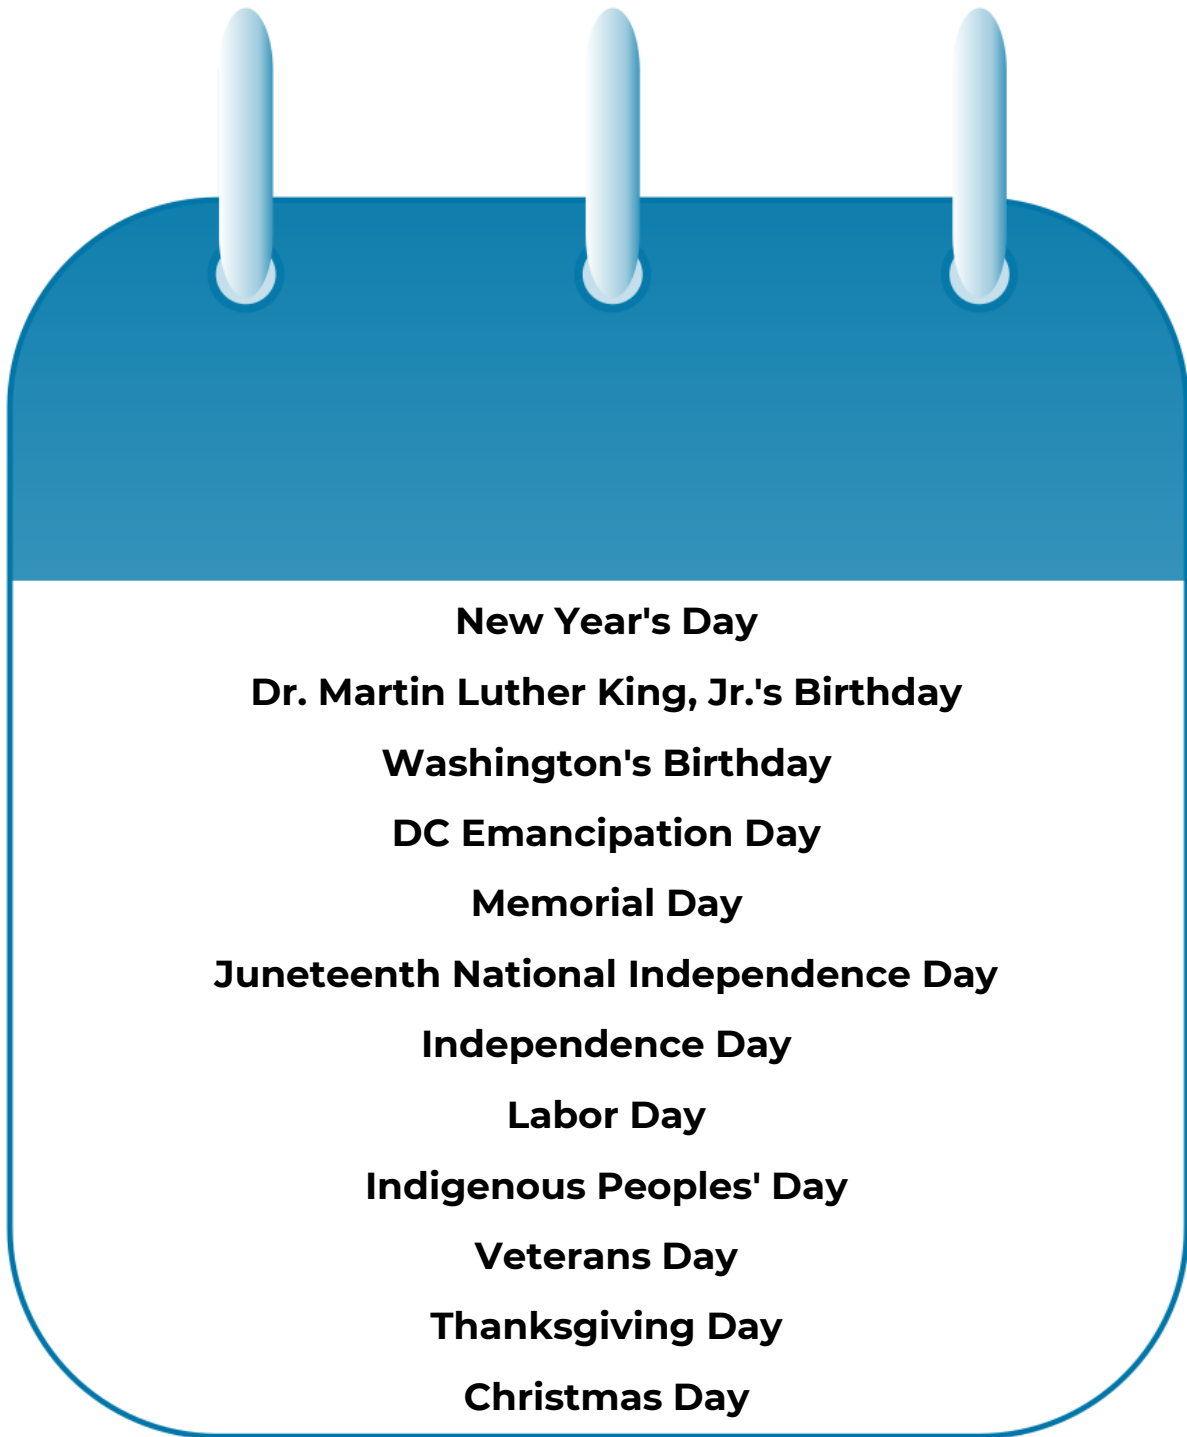 New Year's Day
Dr. Martin Luther King, Jr.'s Birthday
Washington's Birthday
DC Emancipation Day
Memorial Day
Juneteenth National Independence Day
Independence Day
Labor Day
Indigenous Peoples' Day
Veterans Day
Thanksgiving Day
Christmas Day